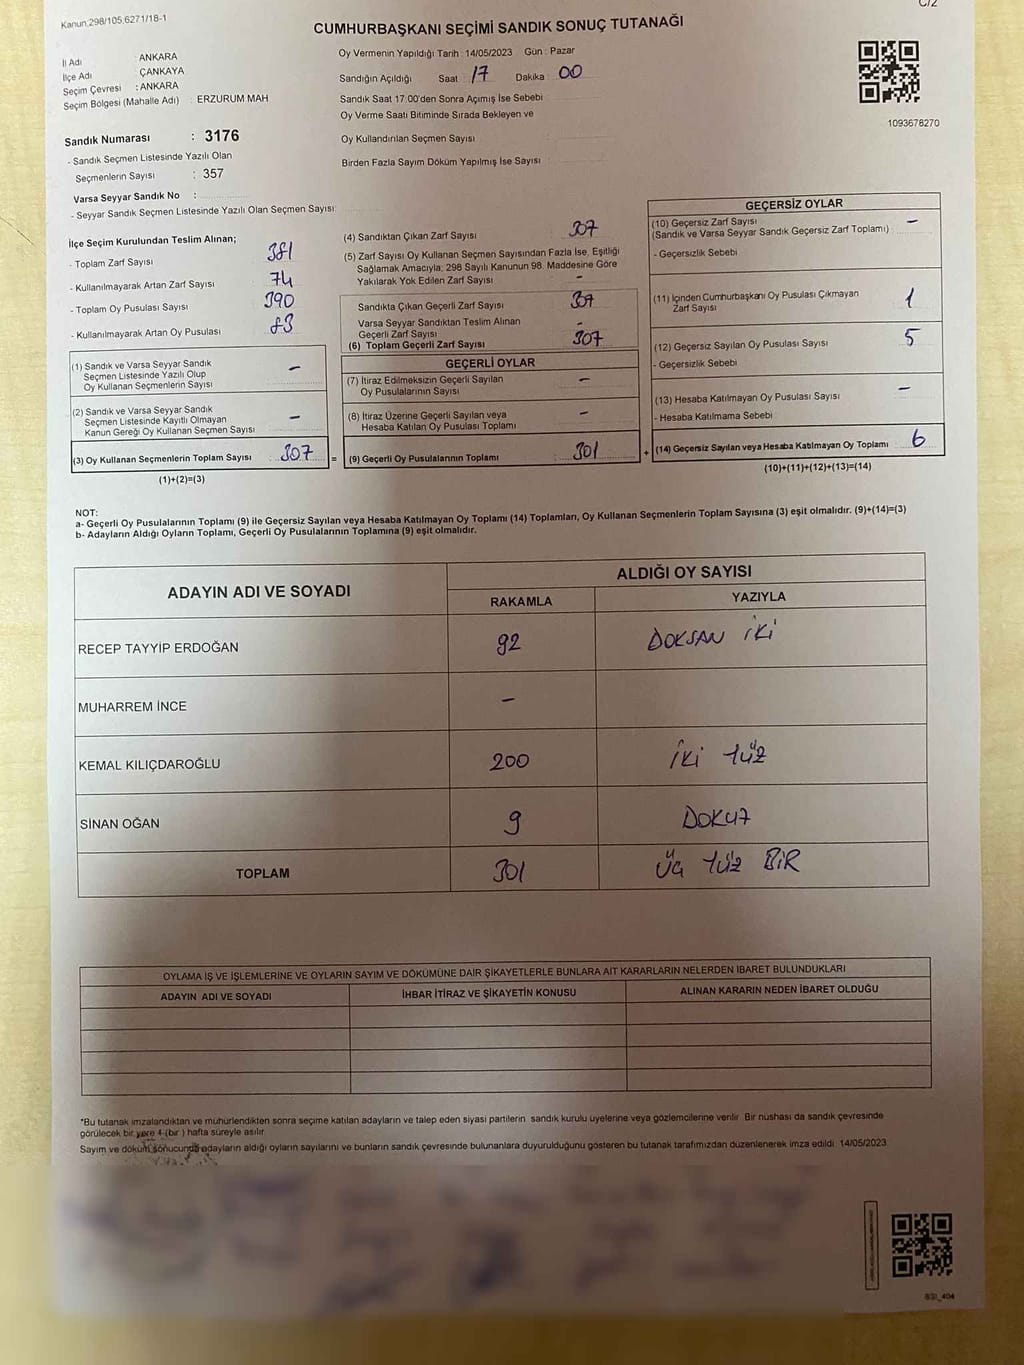 C/2
Kanun.298/105,6271/18-1
CUMHURBAŞKANI SEÇİMİ SANDIK SONUÇ TUTANAĞI
İl Adı ANKARA
İlçe Adı ÇANKAYA
Seçim Çevresi : ANKARA
Seçim Bölgesi (Mahalle Adı) ERZURUM MAH
Sandık Numarası : 3176
- Sandık Seçmen Listesinde Yazılı Olan
Seçmenlerin Sayısı : 357
Varsa Seyyar Sandık No :
- Seyyar Sandık Seçmen Listesinde Yazılı Olan Seçmen Sayısı:
Oy Vermenin Yapıldığı Tarih : 14/05/2023 Gün : Pazar
Sandığın Açıldığı Saat 17 Dakika 00
Sandık Saat 17:00'den Sonra Açımış İse Sebebi
Oy Verme Saati Bitiminde Sırada Bekleyen ve
Oy Kullandırılan Seçmen Sayısı
Birden Fazla Sayım Döküm Yapılmış İse Sayısı
1093678270
İlçe Seçim Kurulundan Teslim Alınan;
- Toplam Zarf Sayısı 381
- Kullanılmayarak Artan Zarf Sayısı 74
- Toplam Oy Pusulası Sayısı 390
- Kullanılmayarak Artan Oy Pusulası 83
(1) Sandık ve Varsa Seyyar Sandık
Seçmen Listesinde Yazılı Olup
Oy Kullanan Seçmenlerin Sayısı -
(2) Sandık ve Varsa Seyyar Sandık
Seçmen Listesinde Kayıtlı Olmayan
Kanun Gereği Oy Kullanan Seçmen Sayısı -
(3) Oy Kullanan Seçmenlerin Toplam Sayısı : 307 =
(1)+(2)=(3)
(4) Sandıktan Çıkan Zarf Sayısı 307
(5) Zarf Sayısı Oy Kullanan Seçmen Sayısından Fazla İse, Eşitliği
Sağlamak Amacıyla; 298 Sayılı Kanunun 98. Maddesine Göre
Yakılarak Yok Edilen Zarf Sayısı -
Sandıkta Çıkan Geçerli Zarf Sayısı 307
Varsa Seyyar Sandıktan Teslim Alınan
Geçerli Zarf Sayısı -
(6) Toplam Geçerli Zarf Sayısı 307
GEÇERLİ OYLAR
(7) İtiraz Edilmeksizin Geçerli Sayılan
Oy Pusulalarının Sayısı -
(8) İtiraz Üzerine Geçerli Sayılan veya
Hesaba Katılan Oy Pusulası Toplamı -
(9) Geçerli Oy Pusulalarının Toplamı : 301 +
GEÇERSİZ OYLAR
(10) Geçersiz Zarf Sayısı -
(Sandık ve Varsa Seyyar Sandık Geçersiz Zarf Toplamı)
- Geçersizlik Sebebi
(11) İçinden Cumhurbaşkanı Oy Pusulası Çıkmayan
Zarf Sayısı 1
(12) Geçersiz Sayılan Oy Pusulası Sayısı 5
- Geçersizlik Sebebi
(13) Hesaba Katılmayan Oy Pusulası Sayısı -
- Hesaba Katılmama Sebebi
(14) Geçersiz Sayılan veya Hesaba Katılmayan Oy Toplamı 6
(10)+(11)+(12)+(13)=(14)
NOT:
a- Geçerli Oy Pusulalarının Toplamı (9) ile Geçersiz Sayılan veya Hesaba Katılmayan Oy Toplamı (14) Toplamları, Oy Kullanan Seçmenlerin Toplam Sayısına (3) eşit olmalıdır. (9)+(14)=(3)
b- Adayların Aldığı Oyların Toplamı, Geçerli Oy Pusulalarının Toplamına (9) eşit olmalıdır.
ADAYIN ADI VE SOYADI
ALDIĞI OY SAYISI
RAKAMLA YAZIYLA
RECEP TAYYİP ERDOĞAN 92 DOKSAN İKİ
MUHARREM İNCE -
KEMAL KILIÇDAROĞLU 200 İKİ YÜZ
SİNAN OĞAN 9 DOKUZ
TOPLAM 301 ÜÇ YÜZ BİR
OYLAMA İŞ VE İŞLEMLERİNE VE OYLARIN SAYIM VE DÖKÜMÜNE DAİR ŞİKAYETLERLE BUNLARA AİT KARARLARIN NELERDEN İBARET BULUNDUKLARI
ADAYIN ADI VE SOYADI İHBAR İTİRAZ VE ŞİKAYETİN KONUSU ALINAN KARARIN NEDEN İBARET OLDUĞU
*Bu tutanak imzalandıktan ve mühürlendikten sonra seçime katılan adayların ve talep eden siyasi partilerin sandık kurulu üyelerine veya gözlemcilerine verilir. Bir nüshası da sandık çevresinde
görülecek bir yere 1 (bir ) hafta süreyle asılır.
Sayım ve döküm sonucunda adayların aldığı oyların sayılarını ve bunların sandık çevresinde bulunanlara duyurulduğunu gösteren bu tutanak tarafımızdan düzenlenerek imza edildi. 14/05/2023